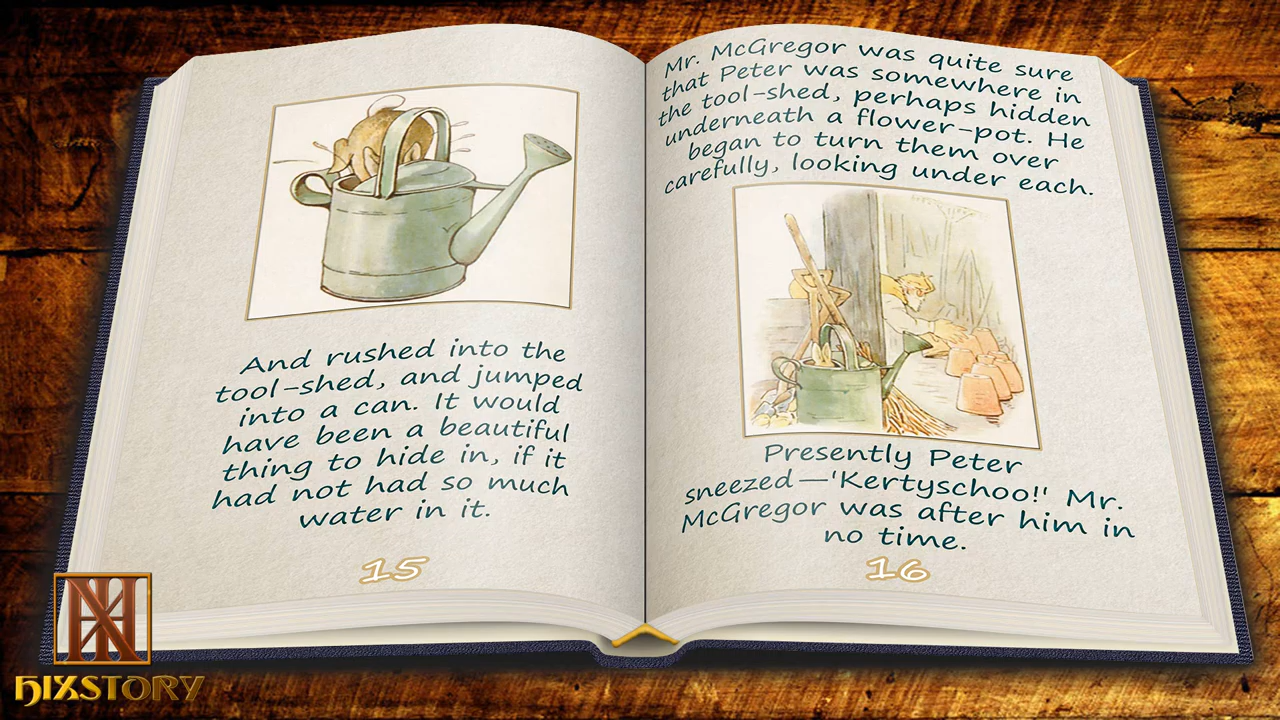 And rushed into the
tool-shed, and jumped
into a can. It would
have been a beautiful
thing to hide in, if it
had not had so much
water in it.
15
Mr. McGregor was quite sure
that Peter was somewhere in
the tool-shed, perhaps hidden
underneath a flower-pot. He
began to turn them over
carefully, looking under each.
Presently Peter
sneezed—'Kertyschoo!' Mr.
McGregor was after him in
no time.
16
HIXSTORY